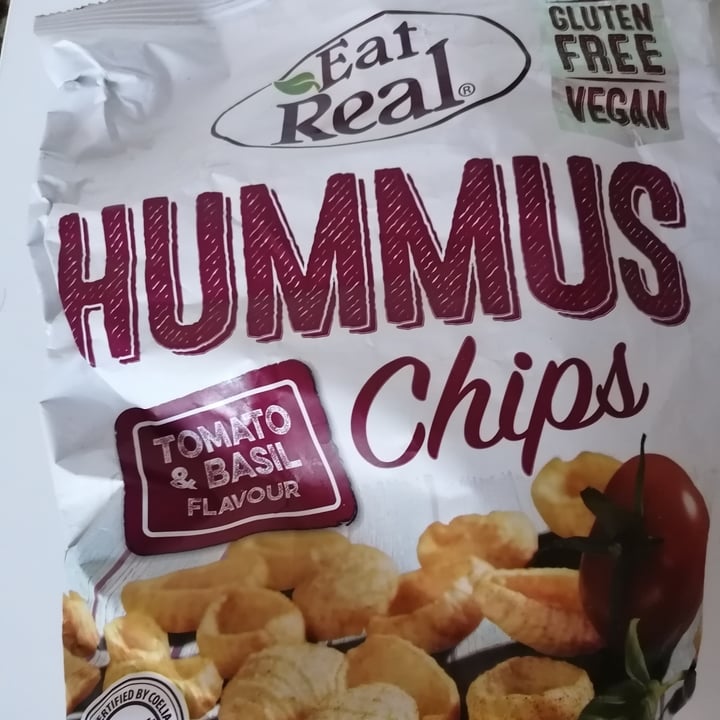 Eat
Real®
GLUTEN
FREE
VEGAN
HUMMUS
Chips
TOMATO
& BASIL
FLAVOUR
CERTIFIED BY COELIA